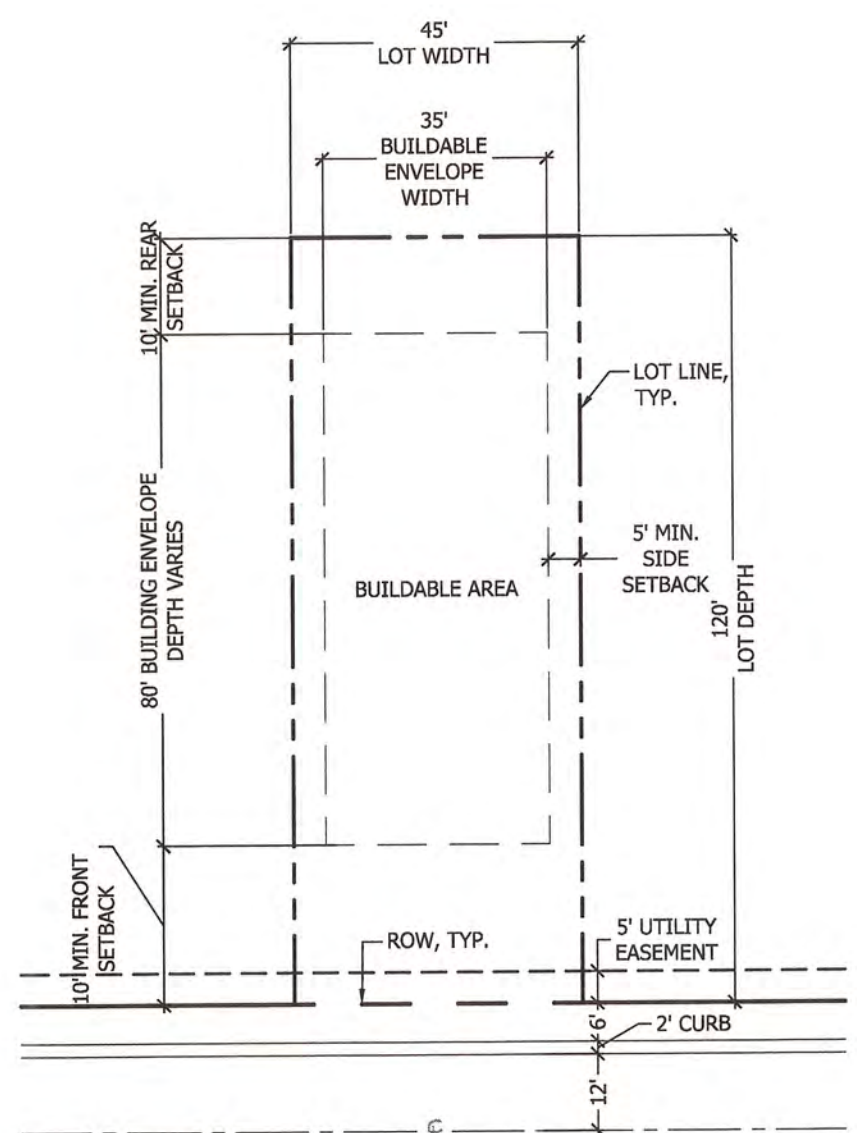 45'
LOT WIDTH
35'
BUILDABLE
ENVELOPE
WIDTH
10' MIN. REAR
SETBACK
LOT LINE,
TYP.
80' BUILDING ENVELOPE
DEPTH VARIES
5' MIN.
SIDE
SETBACK
BUILDABLE AREA
120'
LOT DEPTH
10' MIN. FRONT
SETBACK
ROW, TYP.
5' UTILITY
EASEMENT
6'
2' CURB
12'
℄